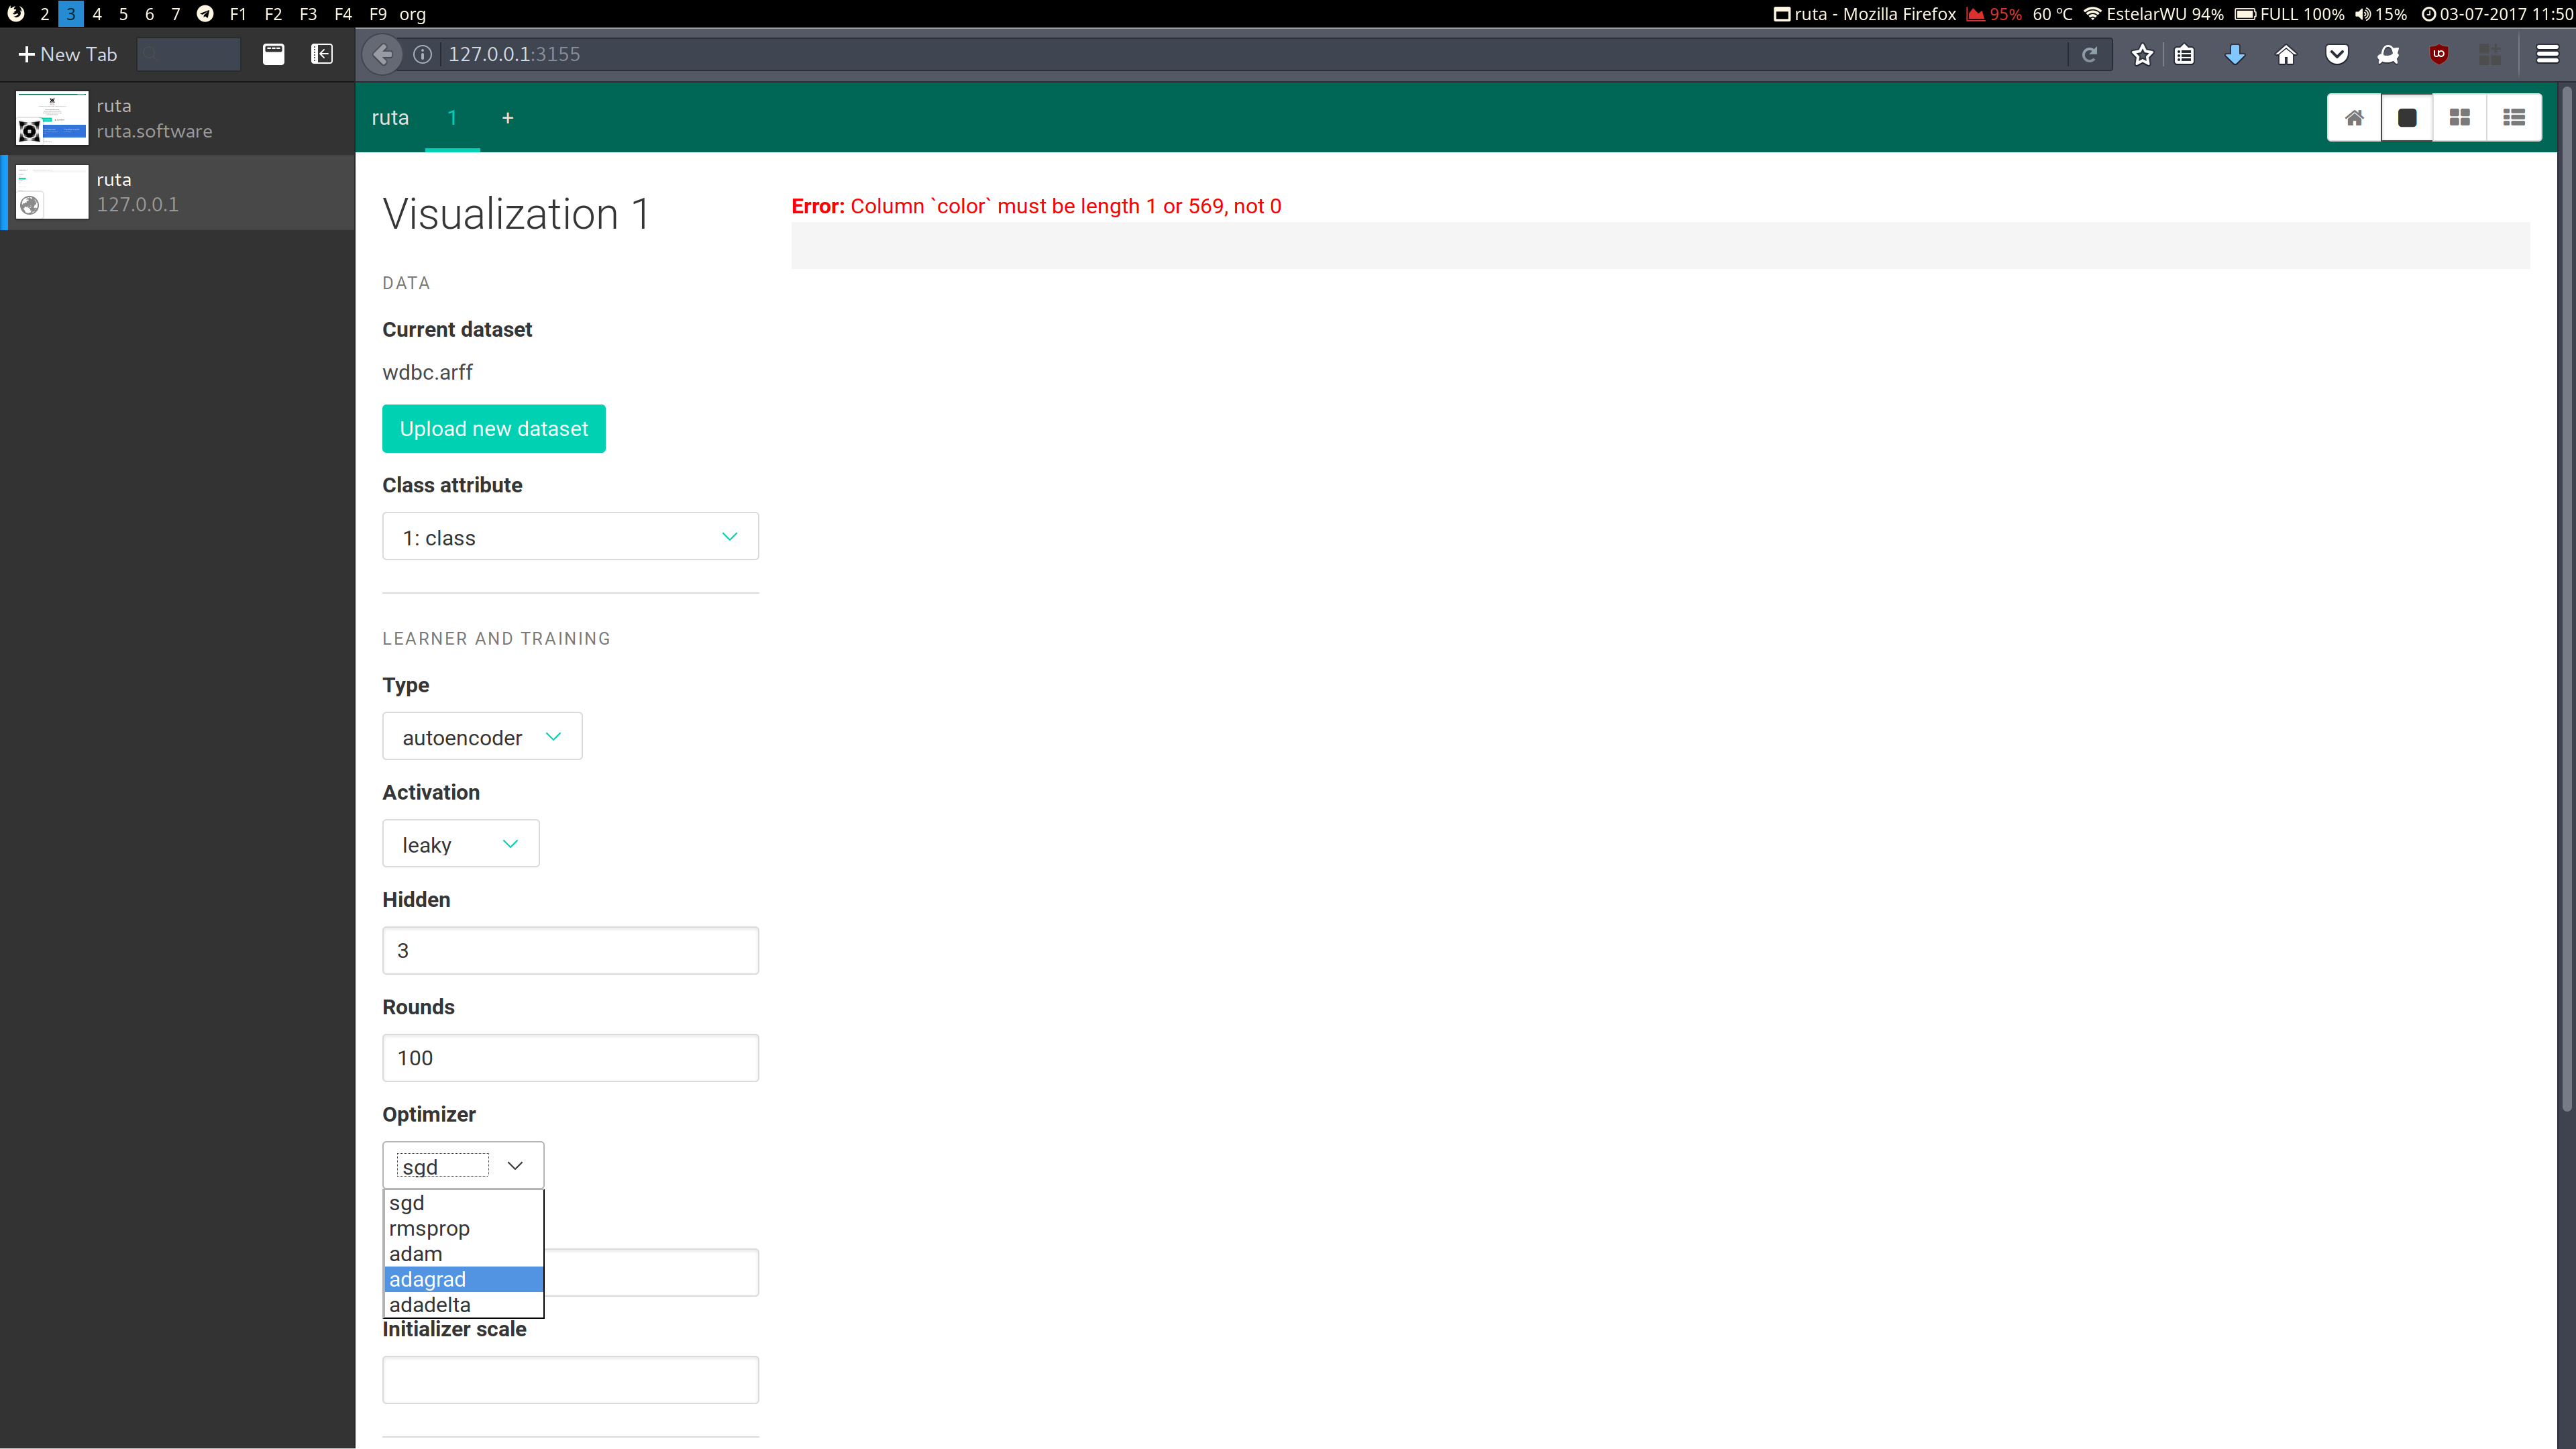 2 3 4 5 6 7 F1 F2 F3 F4 F9 org
ruta - Mozilla Firefox 95% 60 ºC EstelarWU 94% FULL 100% 15% 03-07-2017 11:50
New Tab
127.0.0.1:3155
ruta
ruta.software
ruta
127.0.0.1
ruta 1 +
Visualization 1
Error: Column `color` must be length 1 or 569, not 0
DATA
Current dataset
wdbc.arff
Upload new dataset
Class attribute
1: class
LEARNER AND TRAINING
Type
autoencoder
Activation
leaky
Hidden
3
Rounds
100
Optimizer
sgd
sgd
rmsprop
adam
adagrad
adadelta
Initializer scale